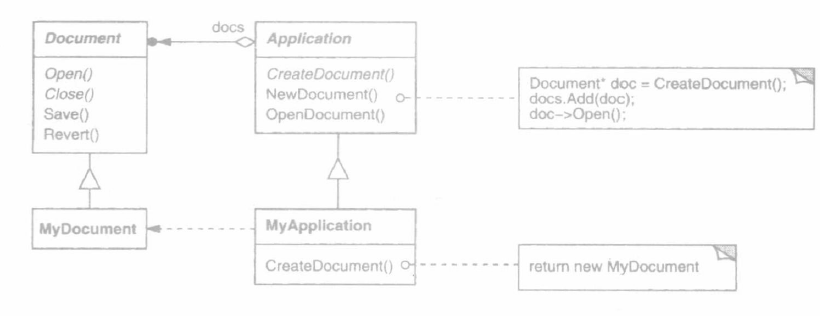 docs
Document
Open()
Close()
Save()
Revert()
Application
CreateDocument()
NewDocument()
OpenDocument()
Document* doc = CreateDocument();
docs.Add(doc);
doc->Open();
MyDocument
MyApplication
CreateDocument()
return new MyDocument